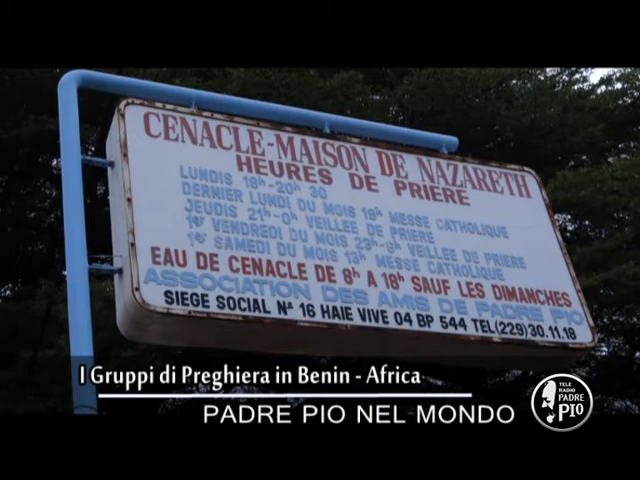 CENACLE-MAISON DE NAZARETH
HEURES DE PRIERE
LUNDIS 19ʰ-20ʰ 30
DERNIER LUNDI DU MOIS 19ʰ MESSE CATHOLIQUE
JEUDIS 21ʰ-0ʰ VEILLEE DE PRIERE
1ᵉʳ VENDREDI DU MOIS 23ʰ-6ʰ VEILLEE DE PRIERE
1ᵉʳ SAMEDI DU MOIS 13ʰ MESSE CATHOLIQUE
EAU DE CENACLE DE 8ʰ A 18ʰ SAUF LES DIMANCHES
ASSOCIATION DES AMIS DE PADRE PIO
SIEGE SOCIAL Nº 16 HAIE VIVE 04 BP 544 TEL(229)30.11.18
I Gruppi di Preghiera in Benin - Africa
PADRE PIO NEL MONDO
TELE
RADIO
PADRE
PIO